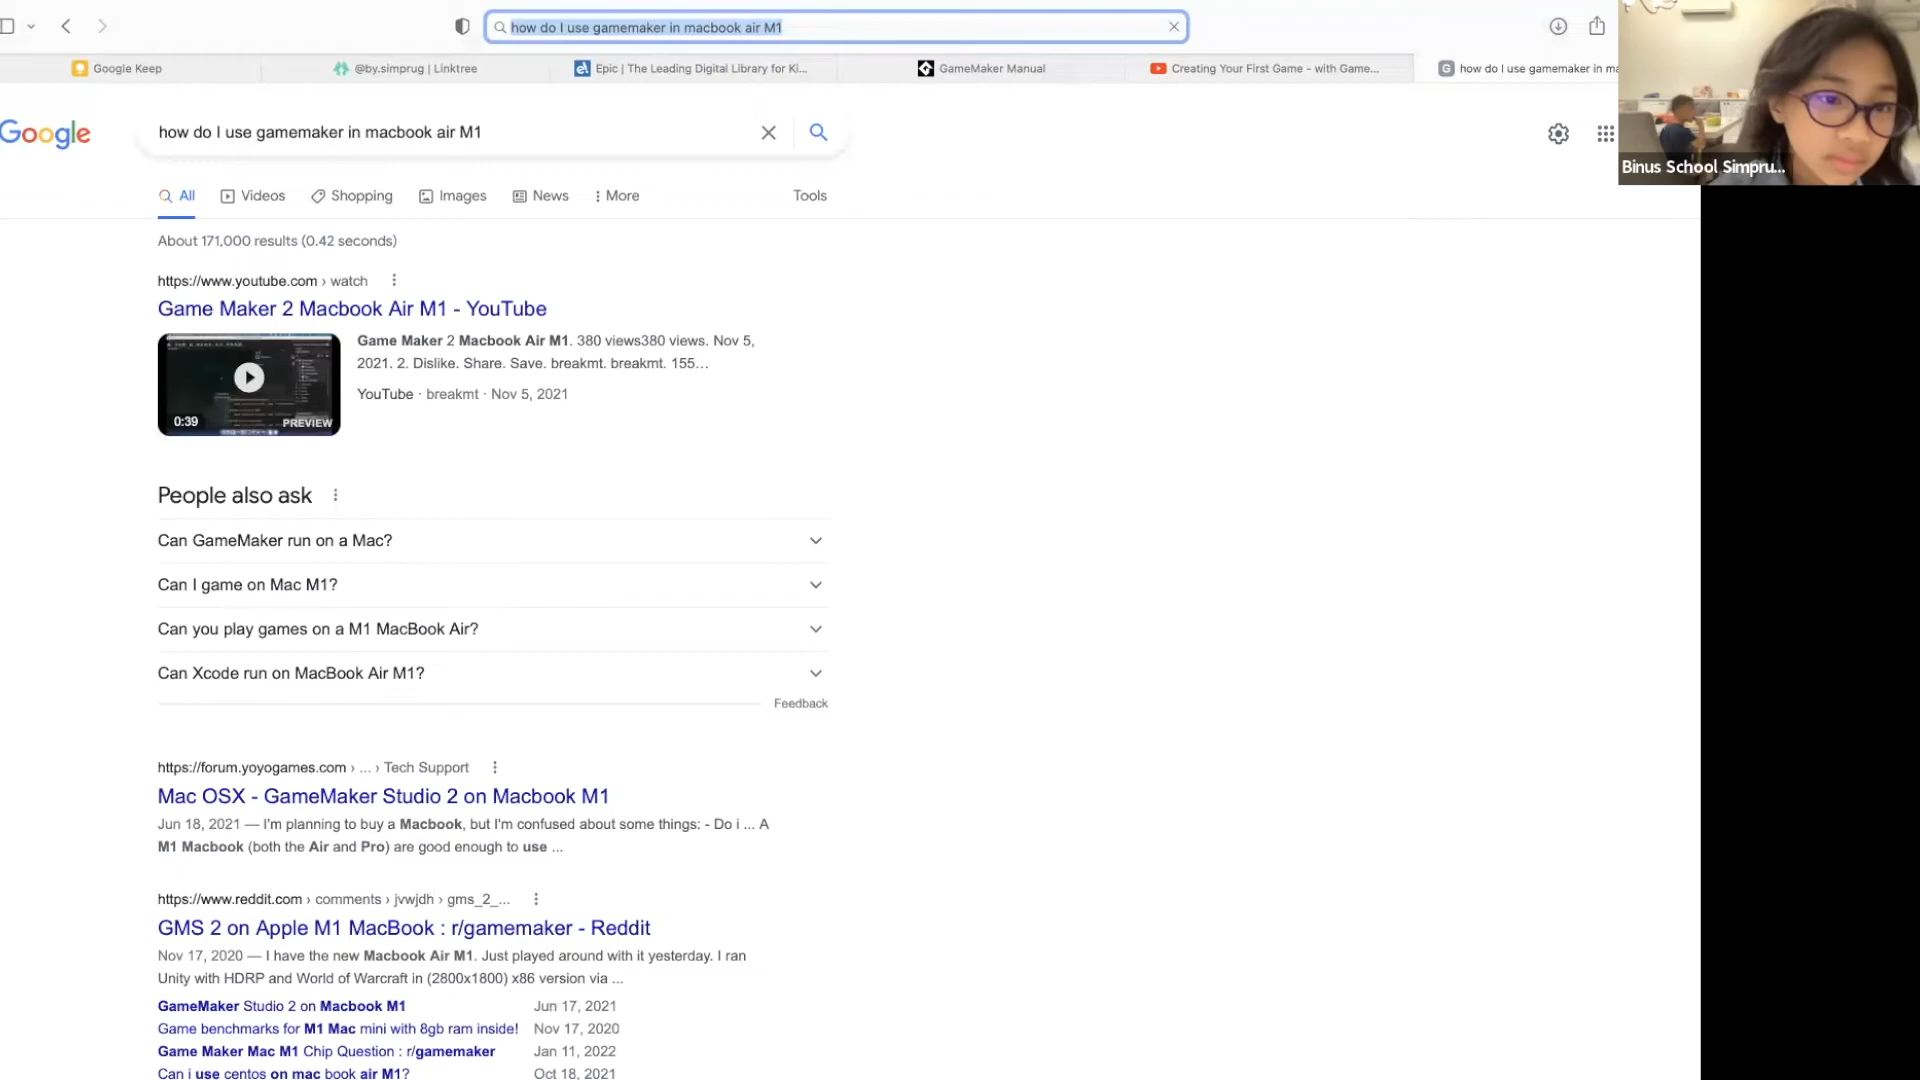 how do I use gamemaker in macbook air M1
Google Keep
@by.simprug | Linktree
Epic | The Leading Digital Library for Ki...
GameMaker Manual
Creating Your First Game - with Game...
how do I use gamemaker in ma
Google
how do I use gamemaker in macbook air M1
Binus School Simpru...
All
Videos
Shopping
Images
News
More
Tools
About 171,000 results (0.42 seconds)
https://www.youtube.com › watch
Game Maker 2 Macbook Air M1 - YouTube
Game Maker 2 Macbook Air M1. 380 views380 views. Nov 5,
2021. 2. Dislike. Share. Save. breakmt. breakmt. 155...
YouTube · breakmt · Nov 5, 2021
0:39
PREVIEW
People also ask
Can GameMaker run on a Mac?
Can I game on Mac M1?
Can you play games on a M1 MacBook Air?
Can Xcode run on MacBook Air M1?
Feedback
https://forum.yoyogames.com › ... › Tech Support
Mac OSX - GameMaker Studio 2 on Macbook M1
Jun 18, 2021 — I'm planning to buy a Macbook, but I'm confused about some things: - Do i ... A
M1 Macbook (both the Air and Pro) are good enough to use ...
https://www.reddit.com › comments › jvwjdh › gms_2_...
GMS 2 on Apple M1 MacBook : r/gamemaker - Reddit
Nov 17, 2020 — I have the new Macbook Air M1. Just played around with it yesterday. I ran
Unity with HDRP and World of Warcraft in (2800x1800) x86 version via ...
GameMaker Studio 2 on Macbook M1 Jun 17, 2021
Game benchmarks for M1 Mac mini with 8gb ram inside! Nov 17, 2020
Game Maker Mac M1 Chip Question : r/gamemaker Jan 11, 2022
Can i use centos on mac book air M1? Oct 18, 2021